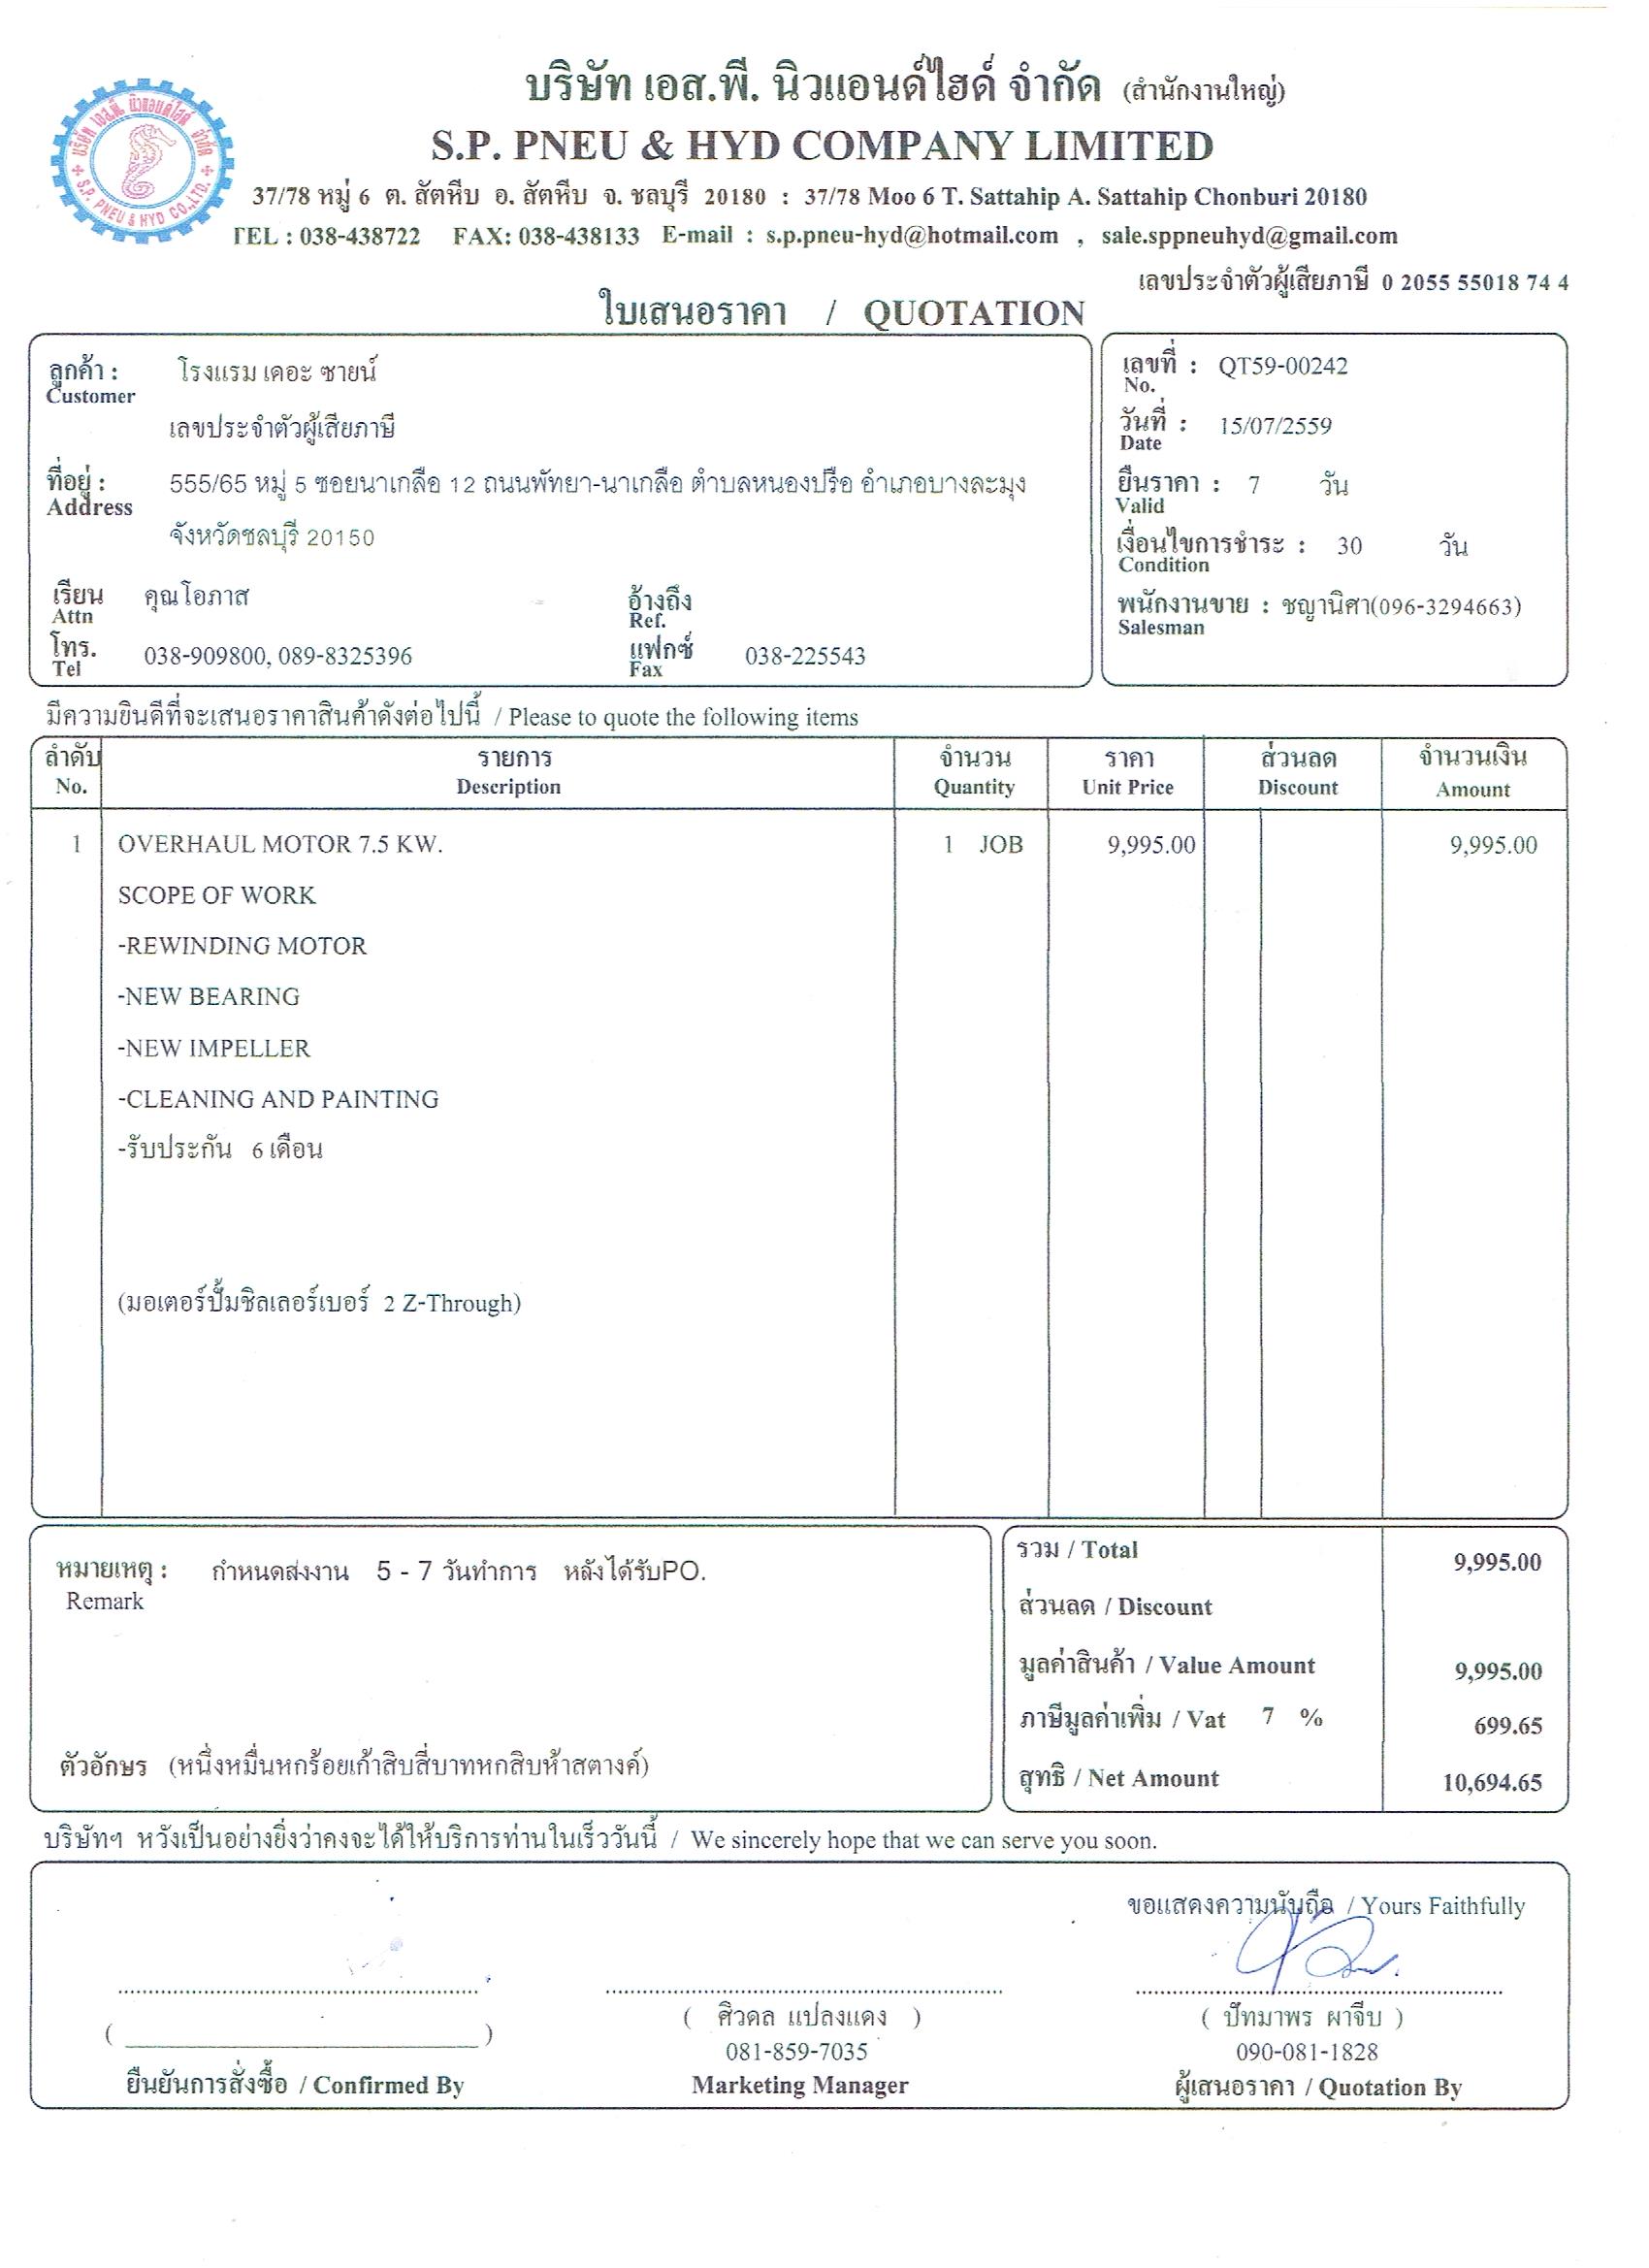 บริษัท เอส.พี. นิวแอนด์ไฮด์ จำกัด (สำนักงานใหญ่)
S.P. PNEU & HYD COMPANY LIMITED
บริษัท เอส.พี. นิวแอนด์ไฮด์ จำกัด
S.P. PNEU & HYD CO.,LTD.
37/78 หมู่ 6 ต. สัตหีบ อ. สัตหีบ จ. ชลบุรี 20180 : 37/78 Moo 6 T. Sattahip A. Sattahip Chonburi 20180
TEL : 038-438722 FAX: 038-438133 E-mail : s.p.pneu-hyd@hotmail.com , sale.sppneuhyd@gmail.com
เลขประจำตัวผู้เสียภาษี 0 2055 55018 74 4
ใบเสนอราคา / QUOTATION
ลูกค้า : โรงแรม เดอะ ซายน์
Customer
เลขประจำตัวผู้เสียภาษี
ที่อยู่ : 555/65 หมู่ 5 ซอยนาเกลือ 12 ถนนพัทยา-นาเกลือ ตำบลหนองปรือ อำเภอบางละมุง
Address
จังหวัดชลบุรี 20150
เรียน คุณโอภาส อ้างถึง
Attn Ref.
โทร. 038-909800, 089-8325396 แฟกซ์ 038-225543
Tel Fax
เลขที่ : QT59-00242
No.
วันที่ : 15/07/2559
Date
ยืนราคา : 7 วัน
Valid
เงื่อนไขการชำระ : 30 วัน
Condition
พนักงานขาย : ชญานิศา(096-3294663)
Salesman
มีความยินดีที่จะเสนอราคาสินค้าดังต่อไปนี้ / Please to quote the following items
ลำดับ รายการ จำนวน ราคา ส่วนลด จำนวนเงิน
No. Description Quantity Unit Price Discount Amount
1 OVERHAUL MOTOR 7.5 KW. 1 JOB 9,995.00 9,995.00
SCOPE OF WORK
-REWINDING MOTOR
-NEW BEARING
-NEW IMPELLER
-CLEANING AND PAINTING
-รับประกัน 6 เดือน
(มอเตอร์ปั้มชิลเลอร์เบอร์ 2 Z-Through)
หมายเหตุ : กำหนดส่งงาน 5 - 7 วันทำการ หลังได้รับPO.
Remark
ตัวอักษร (หนึ่งหมื่นหกร้อยเก้าสิบสี่บาทหกสิบห้าสตางค์)
รวม / Total 9,995.00
ส่วนลด / Discount
มูลค่าสินค้า / Value Amount 9,995.00
ภาษีมูลค่าเพิ่ม / Vat 7 % 699.65
สุทธิ / Net Amount 10,694.65
บริษัทฯ หวังเป็นอย่างยิ่งว่าคงจะได้ให้บริการท่านในเร็ววันนี้ / We sincerely hope that we can serve you soon.
ขอแสดงความนับถือ / Yours Faithfully
( ศิวดล แปลงแดง ) ( ปัทมาพร ผาจีบ )
081-859-7035 090-081-1828
ยืนยันการสั่งซื้อ / Confirmed By Marketing Manager ผู้เสนอราคา / Quotation By